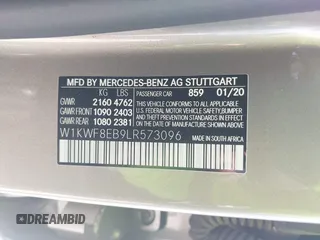 MFD BY MERCEDES-BENZ AG STUTTGART
KG LBS PASSENGER CAR 859 01/20
GVWR 2160 4762
GAWR 1090 2403
GAWR 1080 2381
THIS VEHICLE CONFORMS TO ALL APPLICABLE U.S. FEDERAL MOTOR VEHICLE SAFETY, BUMPER AND THEFT PREVENTION STANDARDS IN EFFECT ON THE DATE OF MANUFACTURE SHOWN ABOVE
W1KWF8EB9LR573096 MADE IN SOUTH AFRICA
DREAMBID